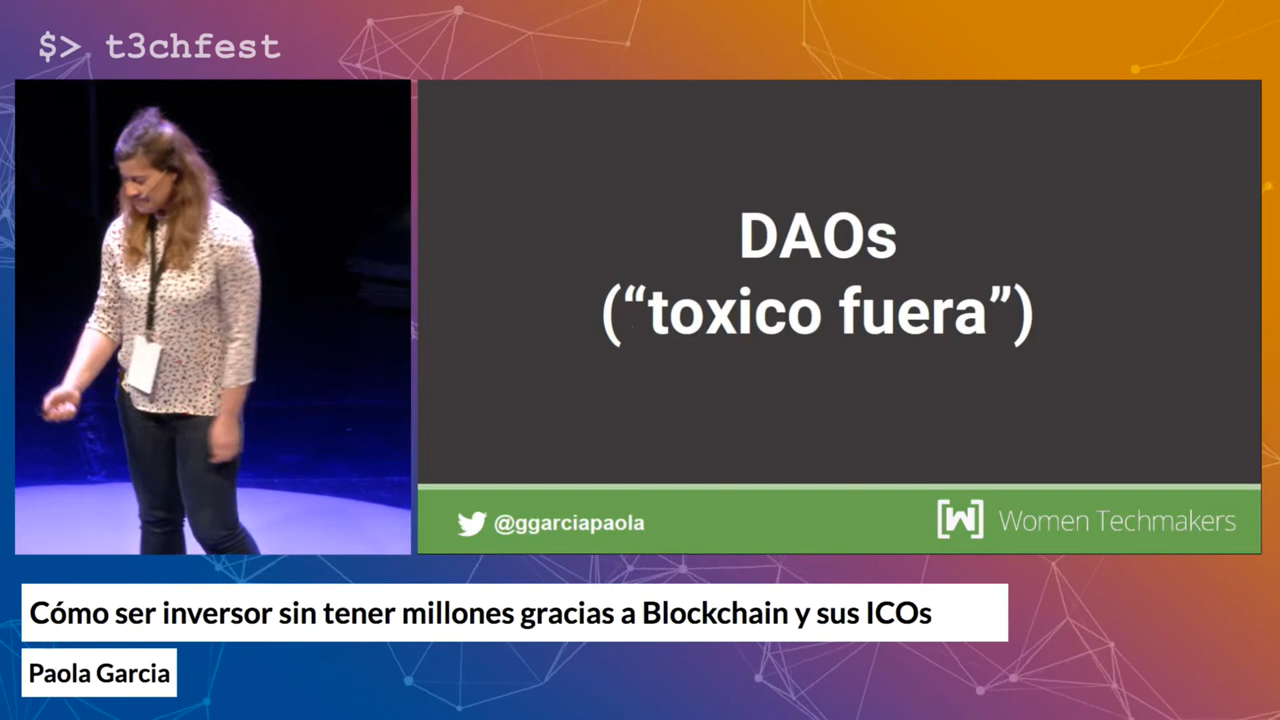 $> t3chfest
DAOs
(“toxico fuera”)
@ggarciapaola
[W] Women Techmakers
Cómo ser inversor sin tener millones gracias a Blockchain y sus ICOs
Paola Garcia